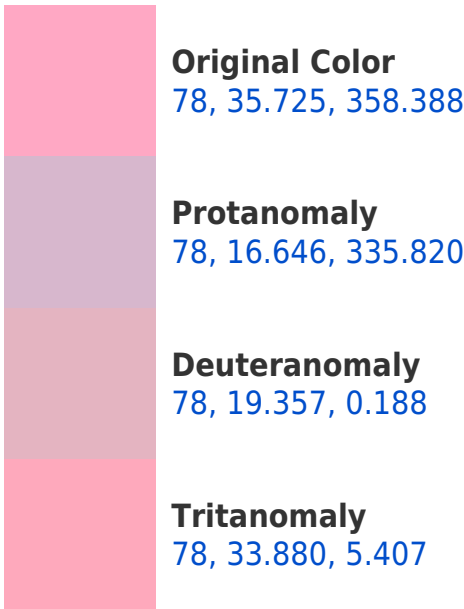 Original Color
78, 35.725, 358.388
Protanomaly
78, 16.646, 335.820
Deuteranomaly
78, 19.357, 0.188
Tritanomaly
78, 33.880, 5.407